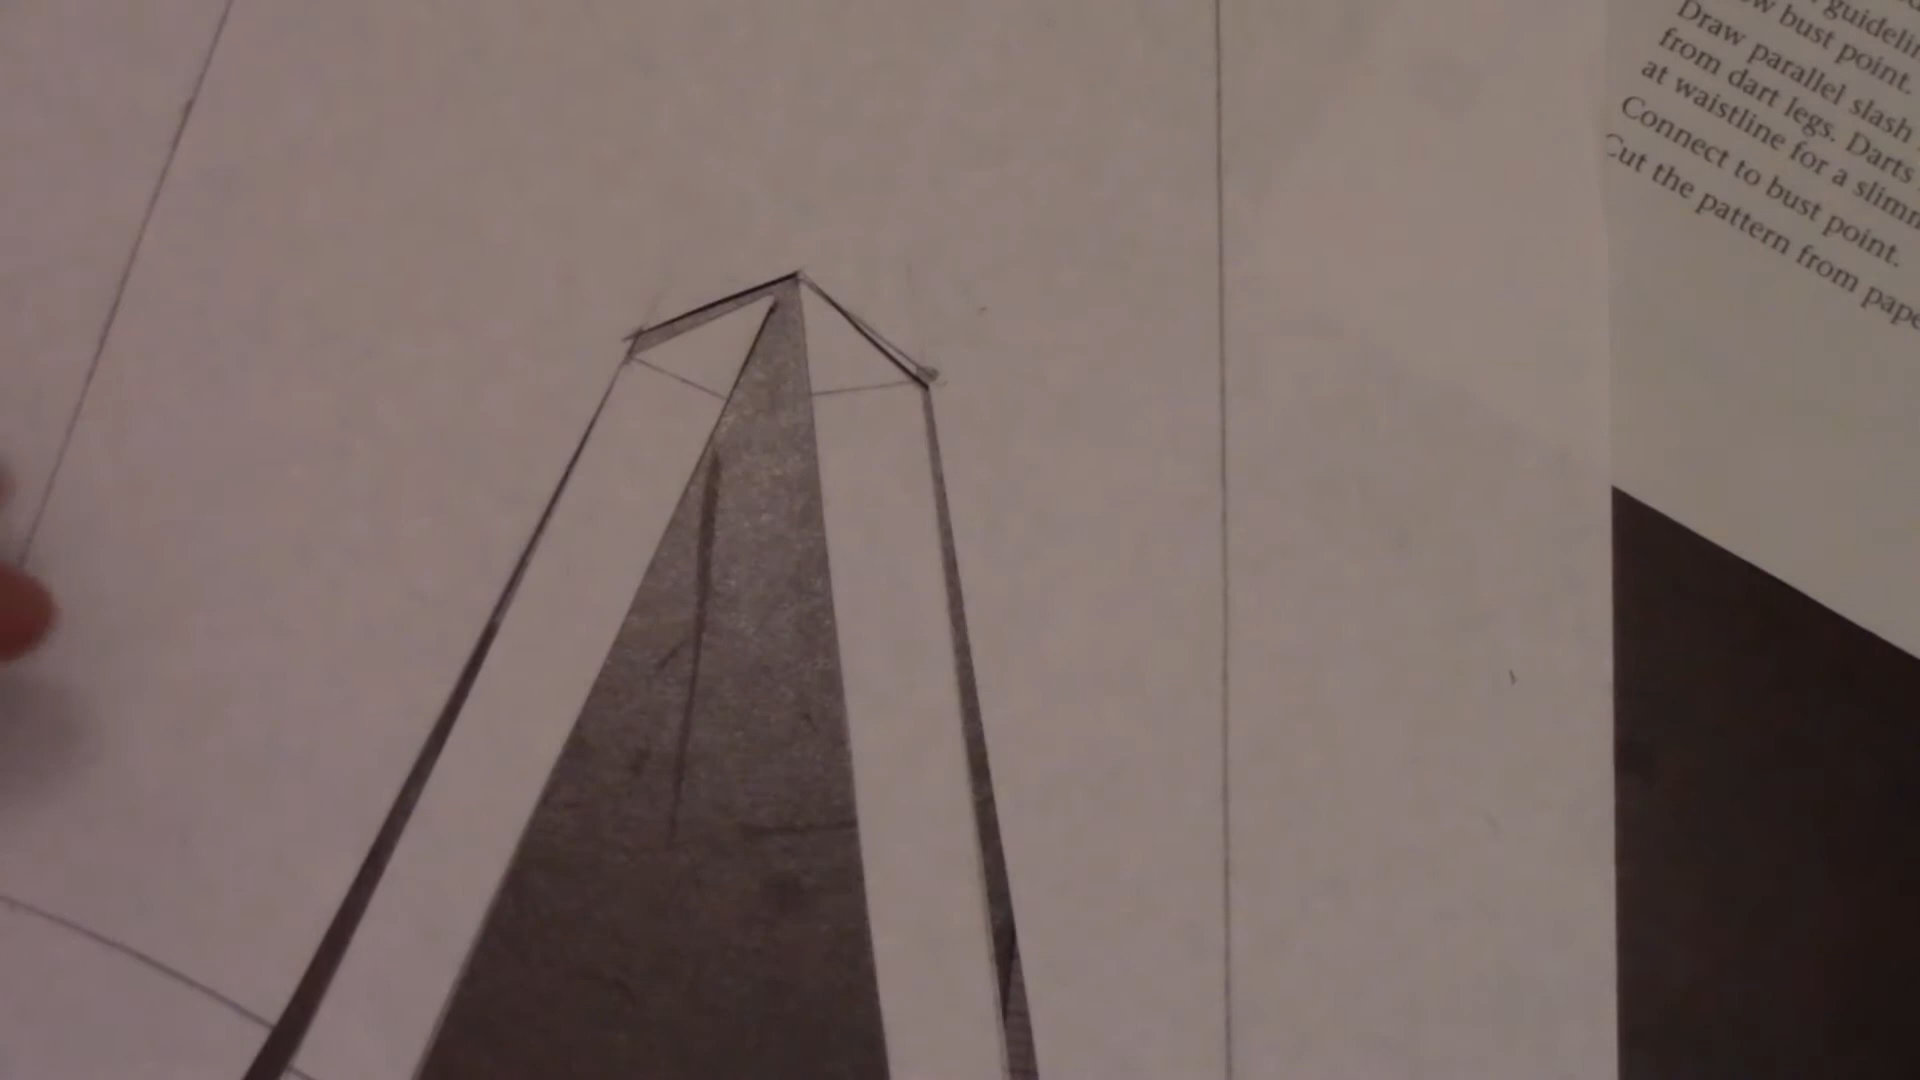 guideli
bust point.
Draw parallel slash
from dart legs. Darts
at waistline for a slimm
Connect to bust point.
Cut the pattern from pape